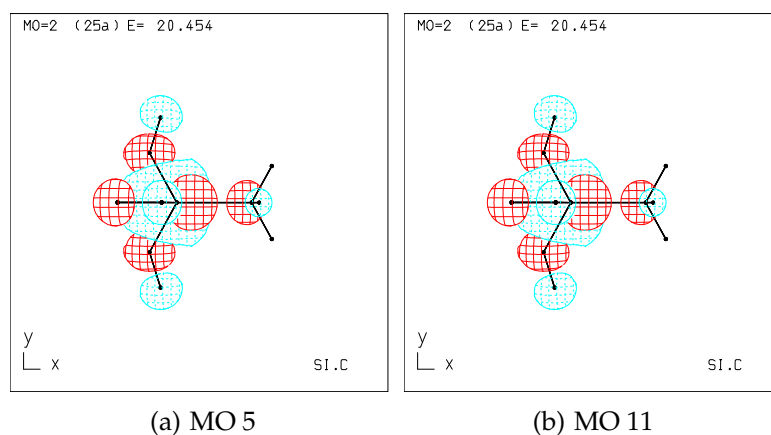 MO=2 (25a) E= 20.454
y
x
SI.C
(a) MO 5
MO=2 (25a) E= 20.454
y
x
SI.C
(b) MO 11